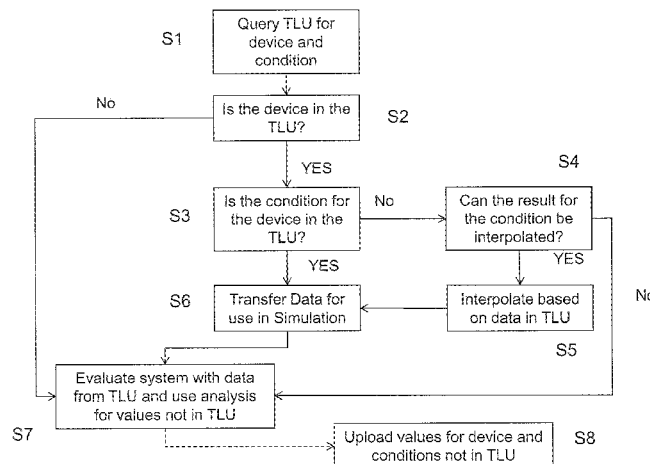 S1
Query TLU for
device and
condition
No
Is the device in the
TLU?
S2
YES
S4
S3
Is the condition for
the device in the
TLU?
No
Can the result for
the condition be
interpolated?
YES
YES
S6
Transfer Data for
use in Simulation
Interpolate based
on data in TLU
No
S5
Evaluate system with data
from TLU and use analysis
for values not in TLU
S7
Upload values for device and
conditions not in TLU
S8